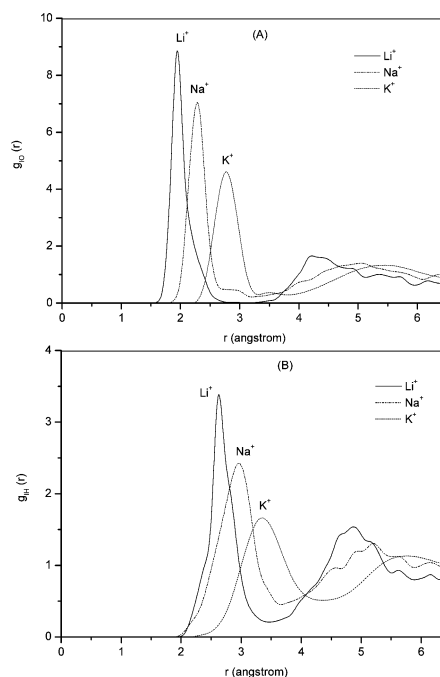 10
(A)
Li⁺
Li⁺
8
Na⁺
Na⁺
K⁺
6
K⁺
g_IO (r)
4
2
0
0 1 2 3 4 5 6
r (angstrom)
4
(B)
Li⁺
Li⁺
Na⁺
3
K⁺
Na⁺
g_IH (r)
2
K⁺
1
0
0 1 2 3 4 5 6
r (angstrom)